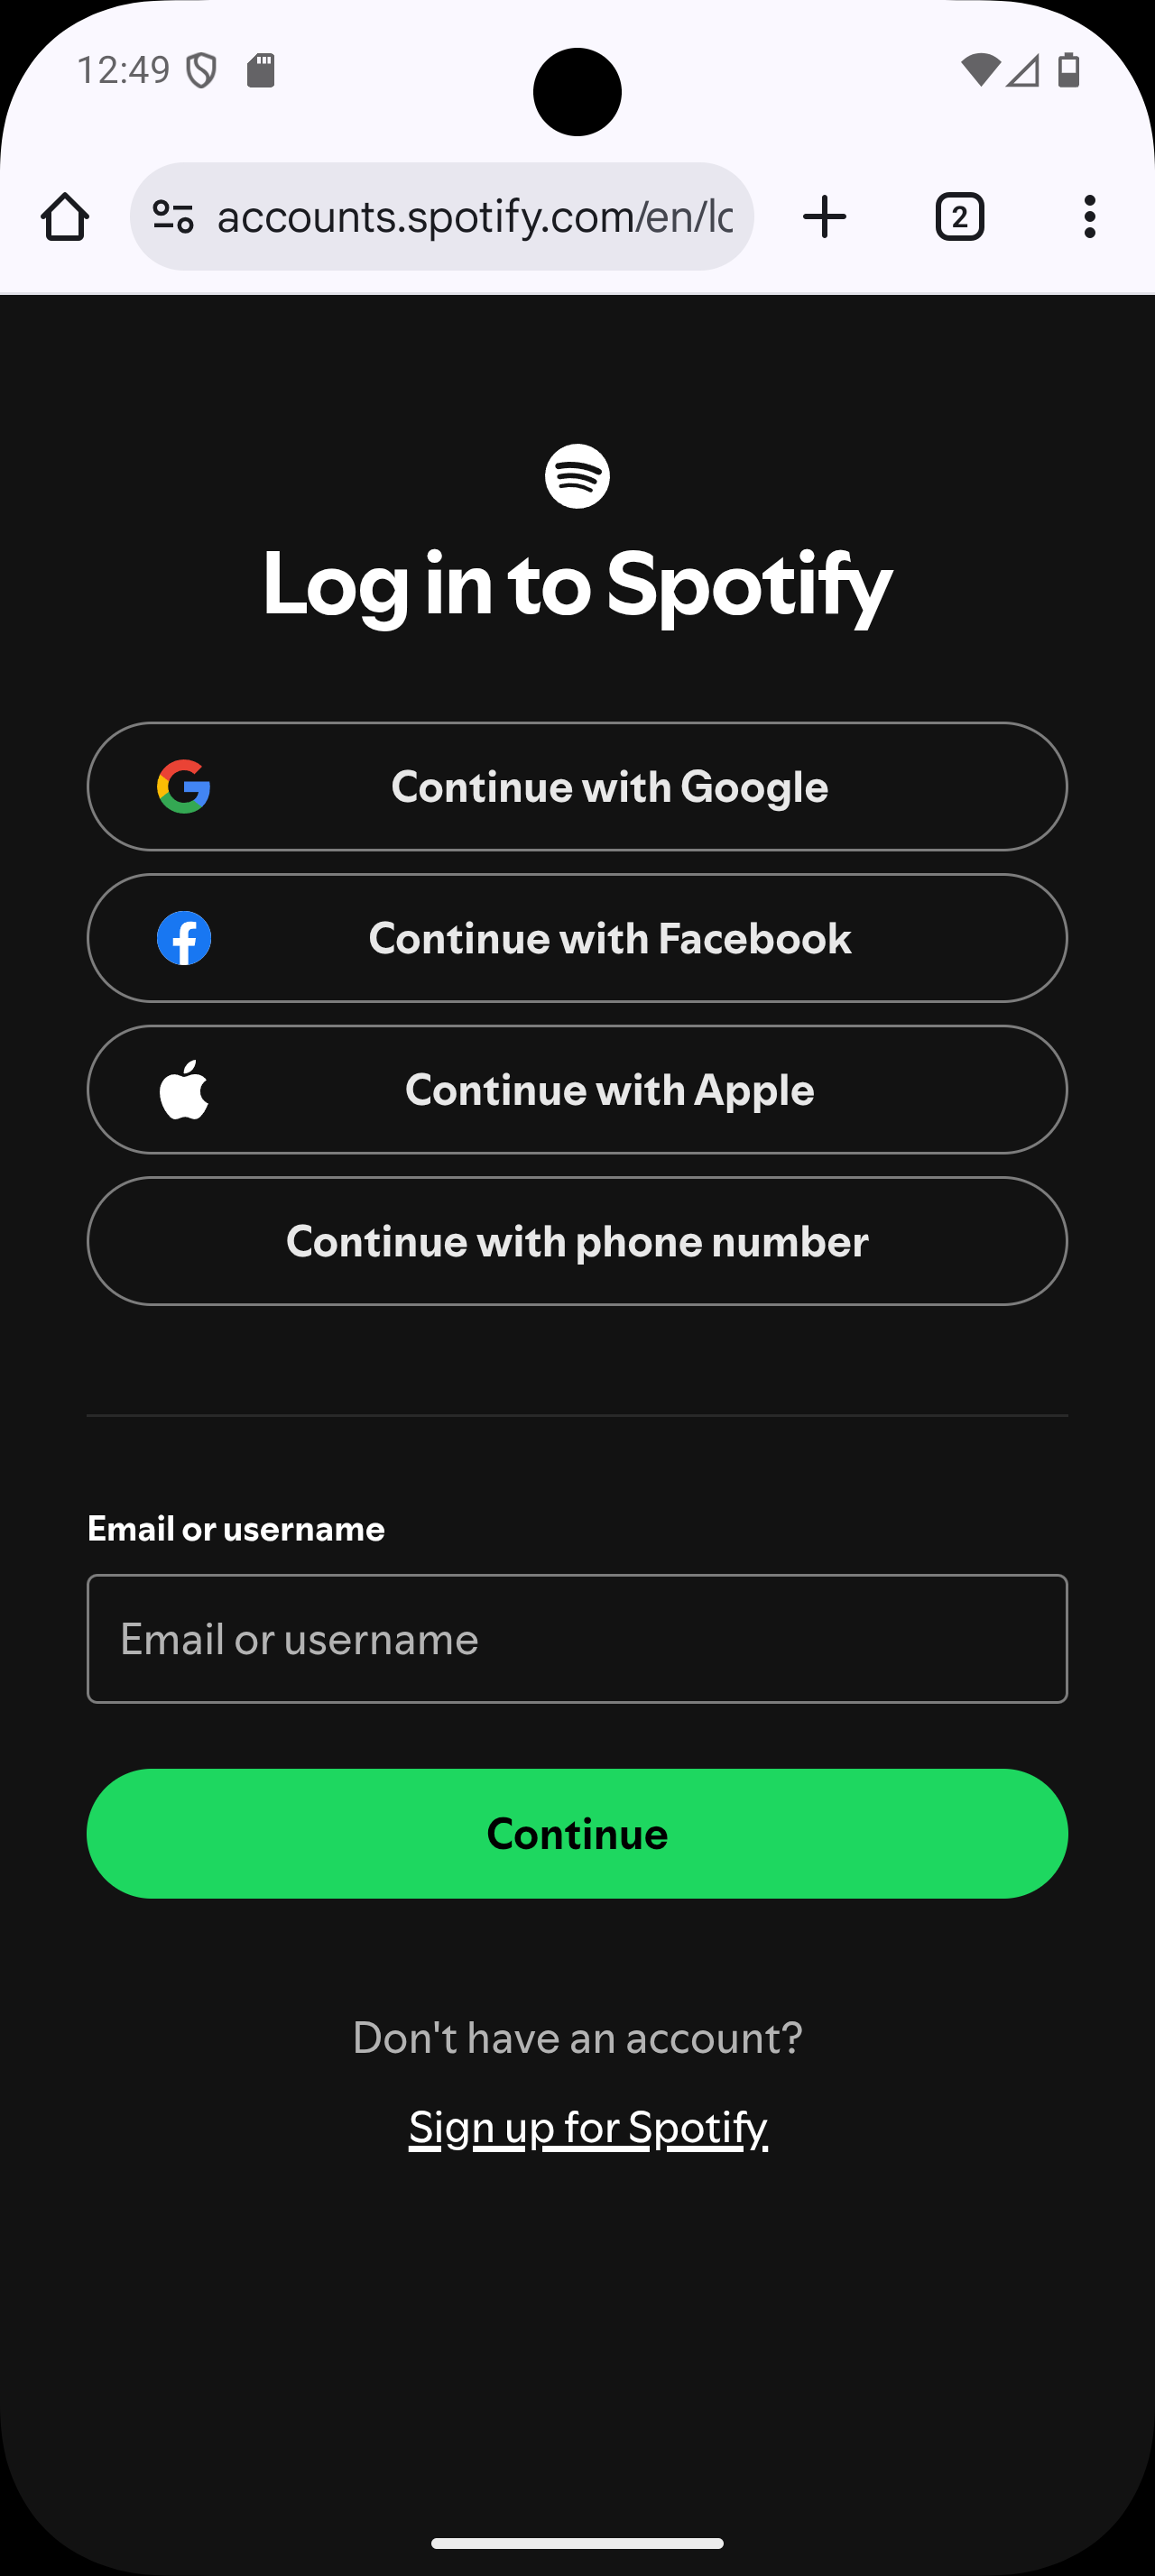 12:49
accounts.spotify.com/en/lo
2
Log in to Spotify
Continue with Google
Continue with Facebook
Continue with Apple
Continue with phone number
Email or username
Email or username
Continue
Don't have an account?
Sign up for Spotify